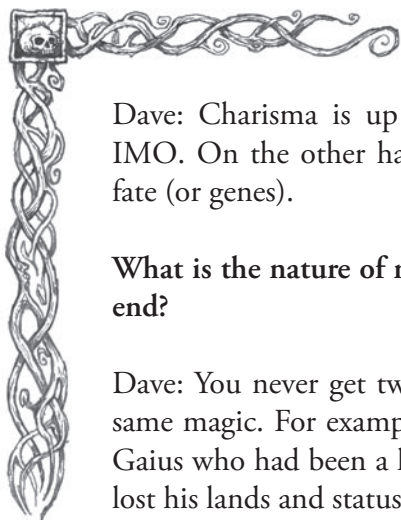 Dave: Charisma is up
IMO. On the other ha
fate (or genes).
What is the nature of
end?
Dave: You never get tw
same magic. For examp
Gaius who had been a
lost his lands and status